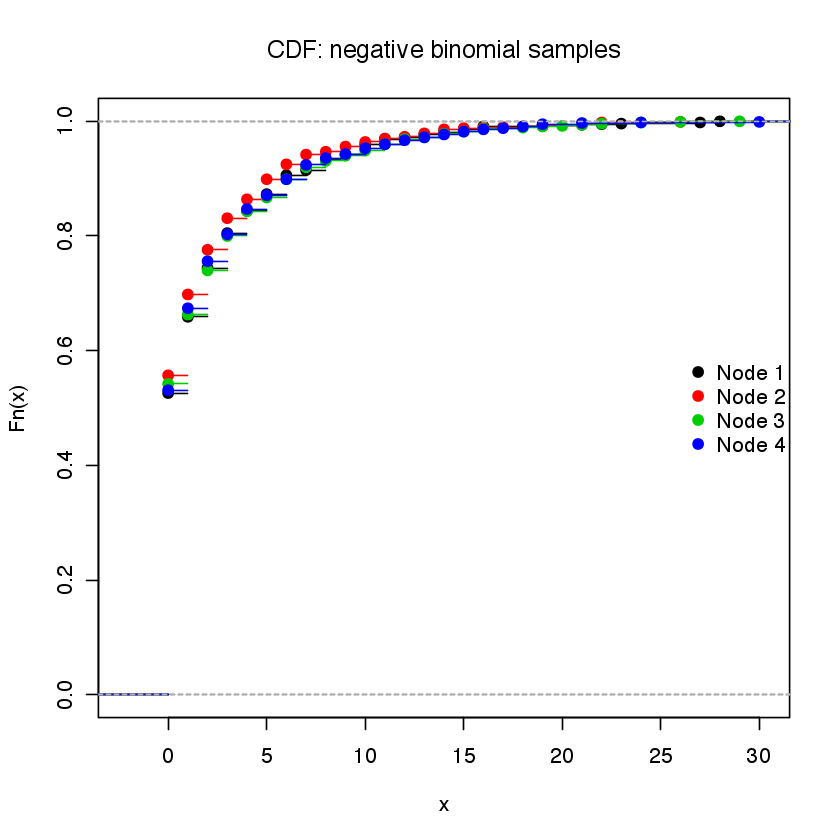 CDF: negative binomial samples
Fn(x)
1.0
0.8
0.6
0.4
0.2
0.0
Node 1
Node 2
Node 3
Node 4
0 5 10 15 20 25 30
x